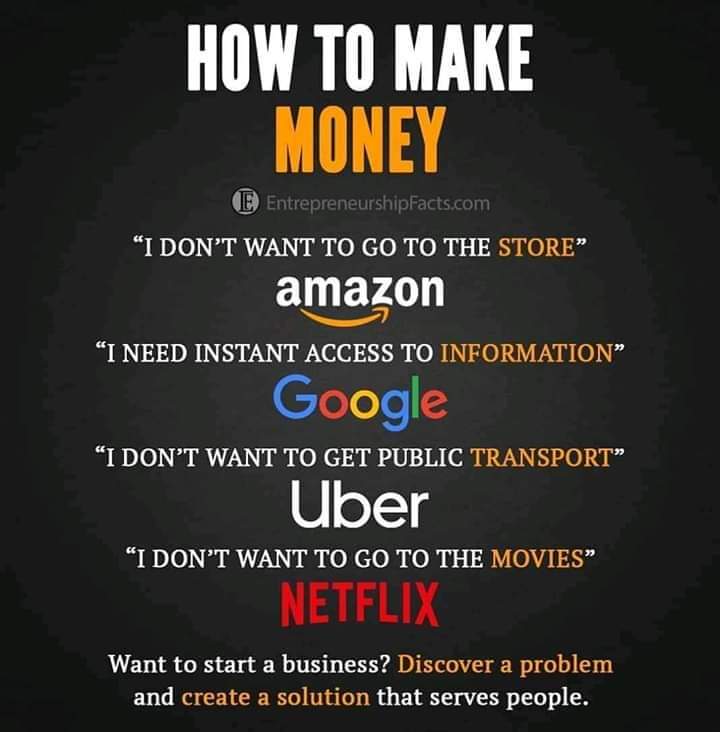 HOW TO MAKE
MONEY
E EntrepreneurshipFacts.com
“I DON’T WANT TO GO TO THE STORE”
amazon
“I NEED INSTANT ACCESS TO INFORMATION”
Google
“I DON’T WANT TO GET PUBLIC TRANSPORT”
Uber
“I DON’T WANT TO GO TO THE MOVIES”
NETFLIX
Want to start a business? Discover a problem
and create a solution that serves people.